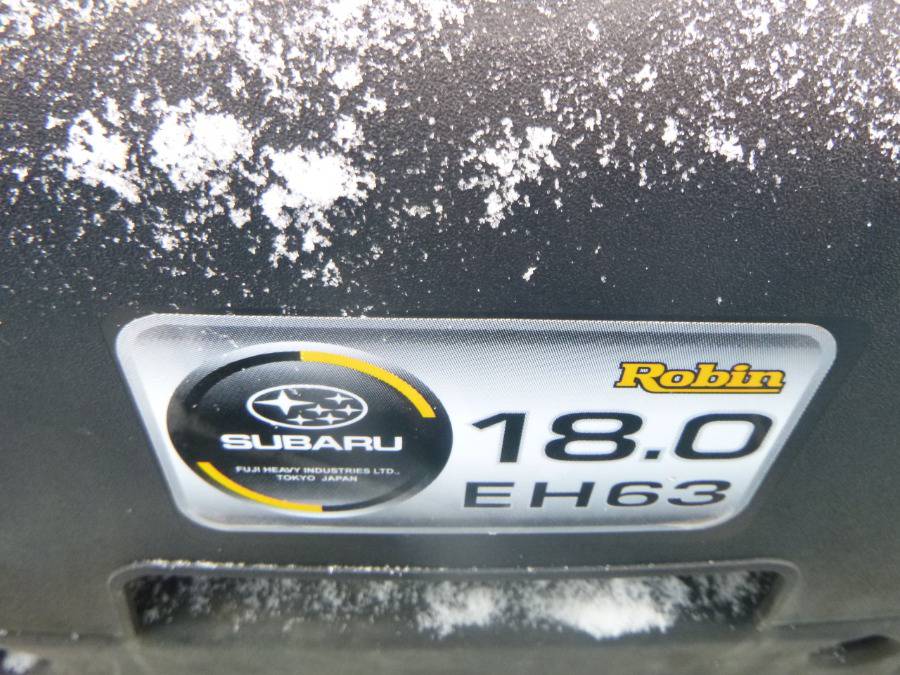 SUBARU
FUJI HEAVY INDUSTRIES LTD.,
TOKYO JAPAN
Robin
18.0
EH63